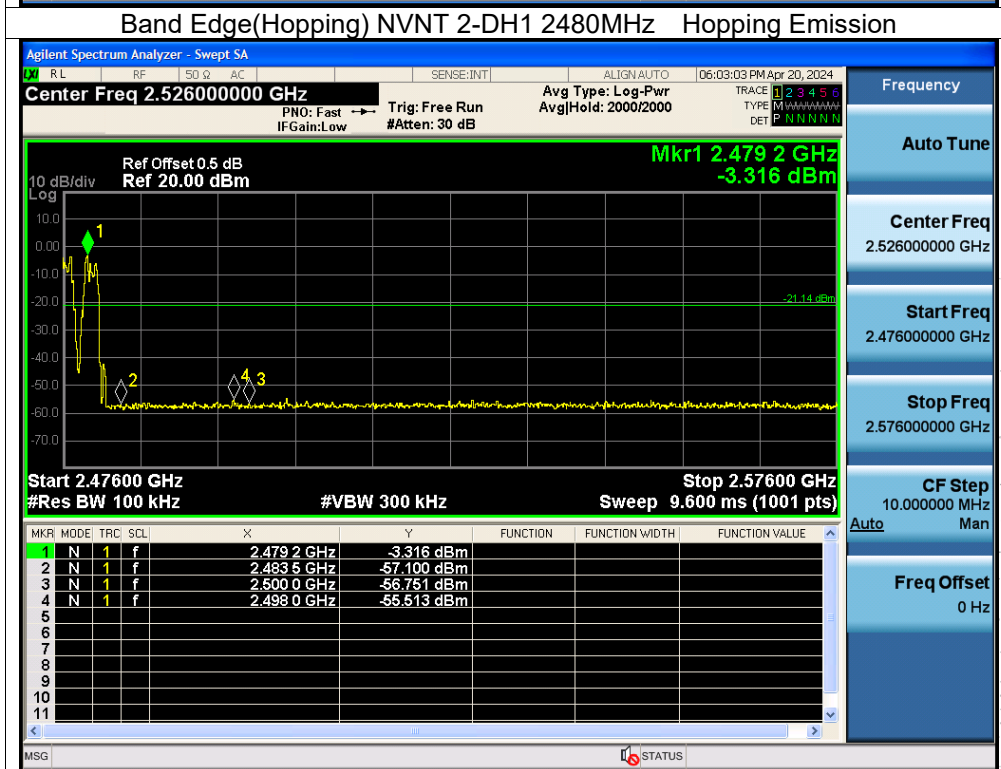 Band Edge(Hopping) NVNT 2-DH1 2480MHz Hopping Emission
Agilent Spectrum Analyzer - Swept SA
LXI RL RF 50 Ω AC SENSE:INT ALIGN AUTO 06:03:03 PM Apr 20, 2024
Center Freq 2.526000000 GHz
PNO: Fast
IFGain:Low
Trig: Free Run
#Atten: 30 dB
Avg Type: Log-Pwr
Avg|Hold: 2000/2000
TRACE 1 2 3 4 5 6
TYPE M W W W W W
DET P N N N N N
Mkr1 2.479 2 GHz
-3.316 dBm
Ref Offset 0.5 dB
10 dB/div Ref 20.00 dBm
Log
10.0
0.00
-10.0
-20.0
-30.0
-40.0
-50.0
-60.0
-70.0
1
-21.14 dBm
2
4 3
Start 2.47600 GHz Stop 2.57600 GHz
#Res BW 100 kHz #VBW 300 kHz Sweep 9.600 ms (1001 pts)
MKR MODE TRC SCL X Y FUNCTION FUNCTION WIDTH FUNCTION VALUE
1 N 1 f 2.479 2 GHz -3.316 dBm
2 N 1 f 2.483 5 GHz -57.100 dBm
3 N 1 f 2.500 0 GHz -56.751 dBm
4 N 1 f 2.498 0 GHz -55.513 dBm
5
6
7
8
9
10
11
MSG STATUS
Frequency
Auto Tune
Center Freq
2.526000000 GHz
Start Freq
2.476000000 GHz
Stop Freq
2.576000000 GHz
CF Step
10.000000 MHz
Auto Man
Freq Offset
0 Hz